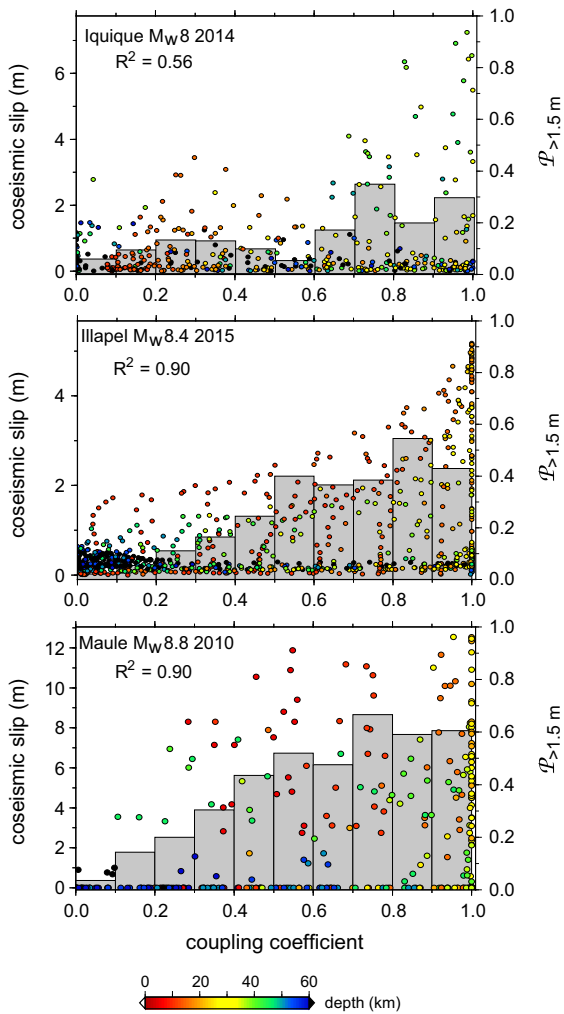 Iquique Mw8 2014
R² = 0.56
coseismic slip (m)
0 2 4 6
𝒫>1.5 m
0.0 0.2 0.4 0.6 0.8 1.0
0.0 0.2 0.4 0.6 0.8 1.0
Illapel Mw8.4 2015
R² = 0.90
coseismic slip (m)
0 2 4
𝒫>1.5 m
0.0 0.2 0.4 0.6 0.8 1.0
0.0 0.2 0.4 0.6 0.8 1.0
Maule Mw8.8 2010
R² = 0.90
coseismic slip (m)
0 2 4 6 8 10 12
𝒫>1.5 m
0.0 0.2 0.4 0.6 0.8 1.0
0.0 0.2 0.4 0.6 0.8 1.0
coupling coefficient
0 20 40 60
depth (km)